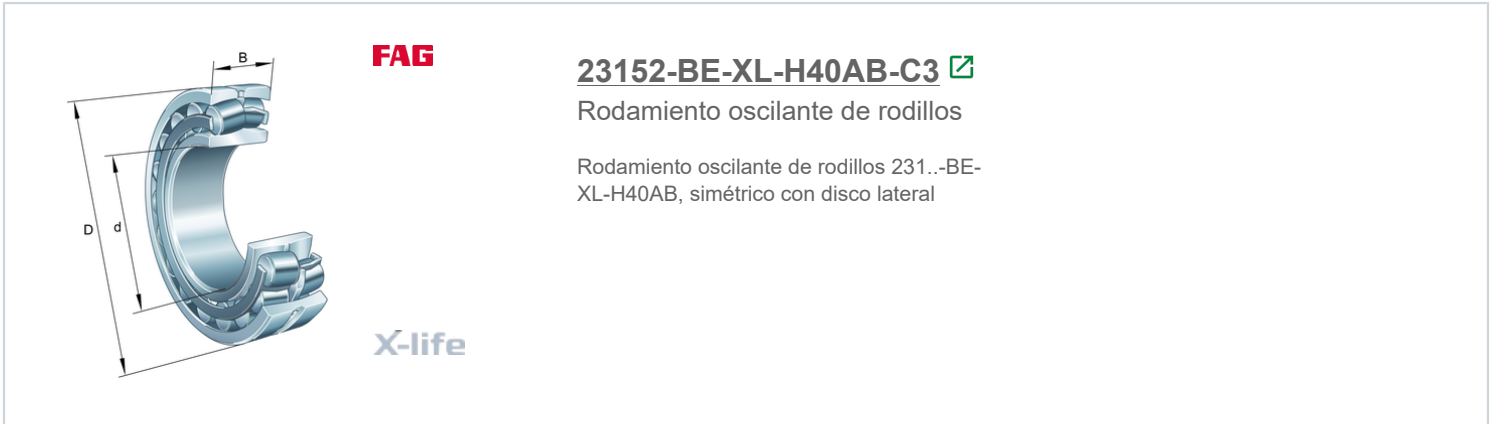 B
D
d
FAG
X-life
23152-BE-XL-H40AB-C3
Rodamiento oscilante de rodillos
Rodamiento oscilante de rodillos 231..-BE-
XL-H40AB, simétrico con disco lateral